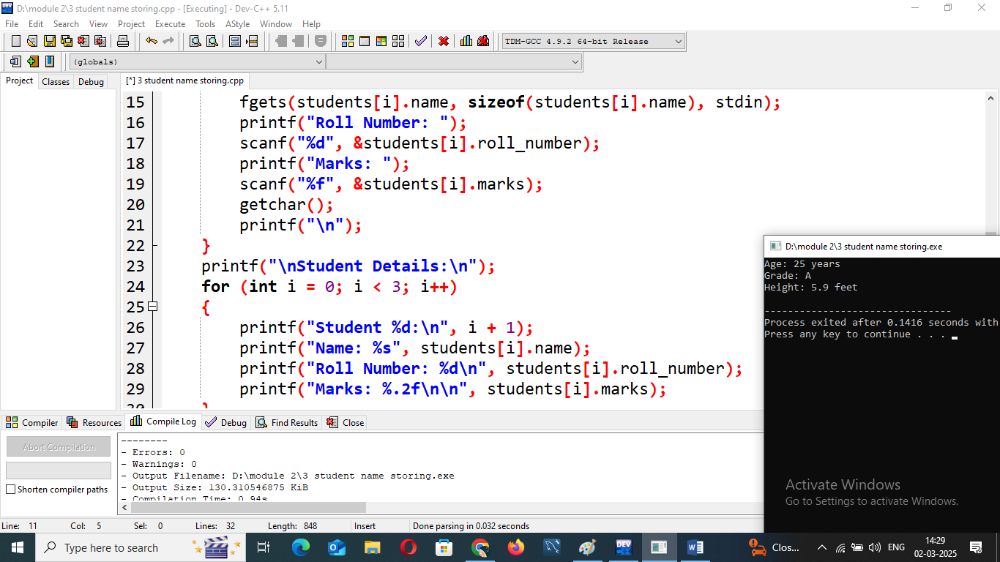 D:\module 2\3 student name storing.cpp - [Executing] - Dev-C++ 5.11
File Edit Search View Project Execute Tools AStyle Window Help
TDM-GCC 4.9.2 64-bit Release
(globals)
Project Classes Debug
[*] 3 student name storing.cpp
15 fgets(students[i].name, sizeof(students[i].name), stdin);
16 printf("Roll Number: ");
17 scanf("%d", &students[i].roll_number);
18 printf("Marks: ");
19 scanf("%f", &students[i].marks);
20 getchar();
21 printf("\n");
22 }
23 printf("\nStudent Details:\n");
24 for (int i = 0; i < 3; i++)
25 {
26 printf("Student %d:\n", i + 1);
27 printf("Name: %s", students[i].name);
28 printf("Roll Number: %d\n", students[i].roll_number);
29 printf("Marks: %.2f\n\n", students[i].marks);
30 }
D:\module 2\3 student name storing.exe
Age: 25 years
Grade: A
Height: 5.9 feet
--------------------------------
Process exited after 0.1416 seconds with
Press any key to continue . . .
Activate Windows
Go to Settings to activate Windows.
Compiler Resources Compile Log Debug Find Results Close
Abort Compilation
Shorten compiler paths
--------
- Errors: 0
- Warnings: 0
- Output Filename: D:\module 2\3 student name storing.exe
- Output Size: 130.310546875 KiB
- Compilation Time: 0.94s
Line: 11 Col: 5 Sel: 0 Lines: 32 Length: 848 Insert Done parsing in 0.032 seconds
Type here to search
DEV
Clos... ENG
14:29
02-03-2025